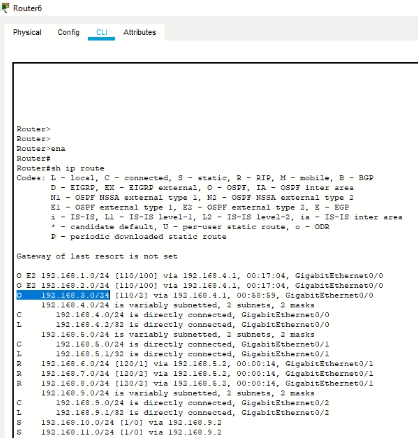 Router6
Physical Config CLI Attributes
Router>
Router>
Router>ena
Router#
Router#sh ip route
Codes: L - local, C - connected, S - static, R - RIP, M - mobile, B - BGP
D - EIGRP, EX - EIGRP external, O - OSPF, IA - OSPF inter area
N1 - OSPF NSSA external type 1, N2 - OSPF NSSA external type 2
E1 - OSPF external type 1, E2 - OSPF external type 2, E - EGP
i - IS-IS, L1 - IS-IS level-1, L2 - IS-IS level-2, ia - IS-IS inter area
* - candidate default, U - per-user static route, o - ODR
P - periodic downloaded static route
Gateway of last resort is not set
O E2 192.168.1.0/24 [110/100] via 192.168.4.1, 00:17:04, GigabitEthernet0/0
O E2 192.168.2.0/24 [110/100] via 192.168.4.1, 00:17:04, GigabitEthernet0/0
O 192.168.3.0/24 [110/2] via 192.168.4.1, 00:58:59, GigabitEthernet0/0
192.168.4.0/24 is variably subnetted, 2 subnets, 2 masks
C 192.168.4.0/24 is directly connected, GigabitEthernet0/0
L 192.168.4.2/32 is directly connected, GigabitEthernet0/0
192.168.5.0/24 is variably subnetted, 2 subnets, 2 masks
C 192.168.5.0/24 is directly connected, GigabitEthernet0/1
L 192.168.5.1/32 is directly connected, GigabitEthernet0/1
R 192.168.6.0/24 [120/1] via 192.168.5.2, 00:00:14, GigabitEthernet0/1
R 192.168.7.0/24 [120/2] via 192.168.5.2, 00:00:14, GigabitEthernet0/1
R 192.168.8.0/24 [120/2] via 192.168.5.2, 00:00:14, GigabitEthernet0/1
192.168.9.0/24 is variably subnetted, 2 subnets, 2 masks
C 192.168.9.0/24 is directly connected, GigabitEthernet0/2
L 192.168.9.1/32 is directly connected, GigabitEthernet0/2
S 192.168.10.0/24 [1/0] via 192.168.9.2
S 192.168.11.0/24 [1/0] via 192.168.9.2